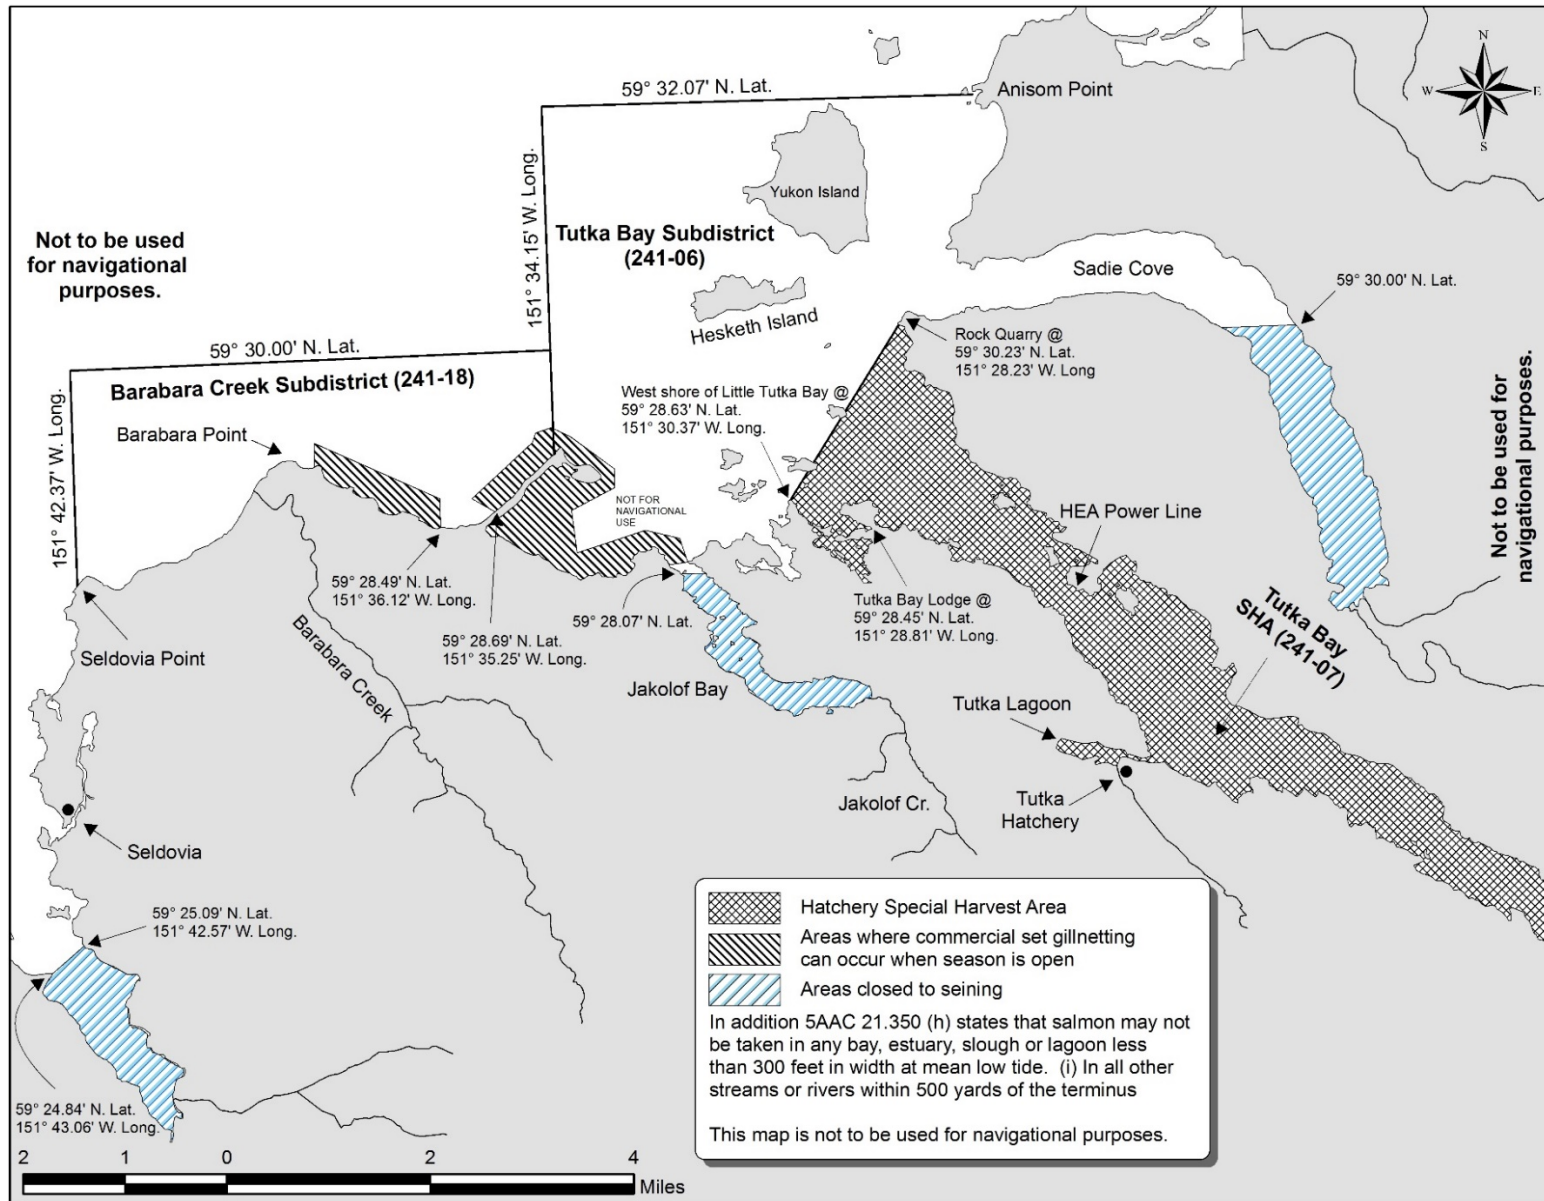 N
W
E
S
59° 32.07' N. Lat.
Anisom Point
151° 34.15' W. Long.
Yukon Island
Not to be used
for navigational
purposes.
Tutka Bay Subdistrict
(241-06)
Sadie Cove
59° 30.00' N. Lat.
Hesketh Island
Rock Quarry @
59° 30.23' N. Lat.
151° 28.23' W. Long
59° 30.00' N. Lat.
Barabara Creek Subdistrict (241-18)
151° 42.37' W. Long.
Barabara Point
West shore of Little Tutka Bay @
59° 28.63' N. Lat.
151° 30.37' W. Long.
Not to be used for
navigational purposes.
NOT FOR
NAVIGATIONAL
USE
HEA Power Line
59° 28.49' N. Lat.
151° 36.12' W. Long.
59° 28.69' N. Lat.
151° 35.25' W. Long.
59° 28.07' N. Lat.
Tutka Bay Lodge @
59° 28.45' N. Lat.
151° 28.81' W. Long.
Tutka Bay
SHA (241-07)
Seldovia Point
Barabara Creek
Jakolof Bay
Tutka Lagoon
Jakolof Cr.
Tutka
Hatchery
Seldovia
59° 25.09' N. Lat.
151° 42.57' W. Long.
59° 24.84' N. Lat.
151° 43.06' W. Long.
Hatchery Special Harvest Area
Areas where commercial set gillnetting
can occur when season is open
Areas closed to seining
In addition 5AAC 21.350 (h) states that salmon may not
be taken in any bay, estuary, slough or lagoon less
than 300 feet in width at mean low tide. (i) In all other
streams or rivers within 500 yards of the terminus
This map is not to be used for navigational purposes.
2 1 0 2 4
Miles